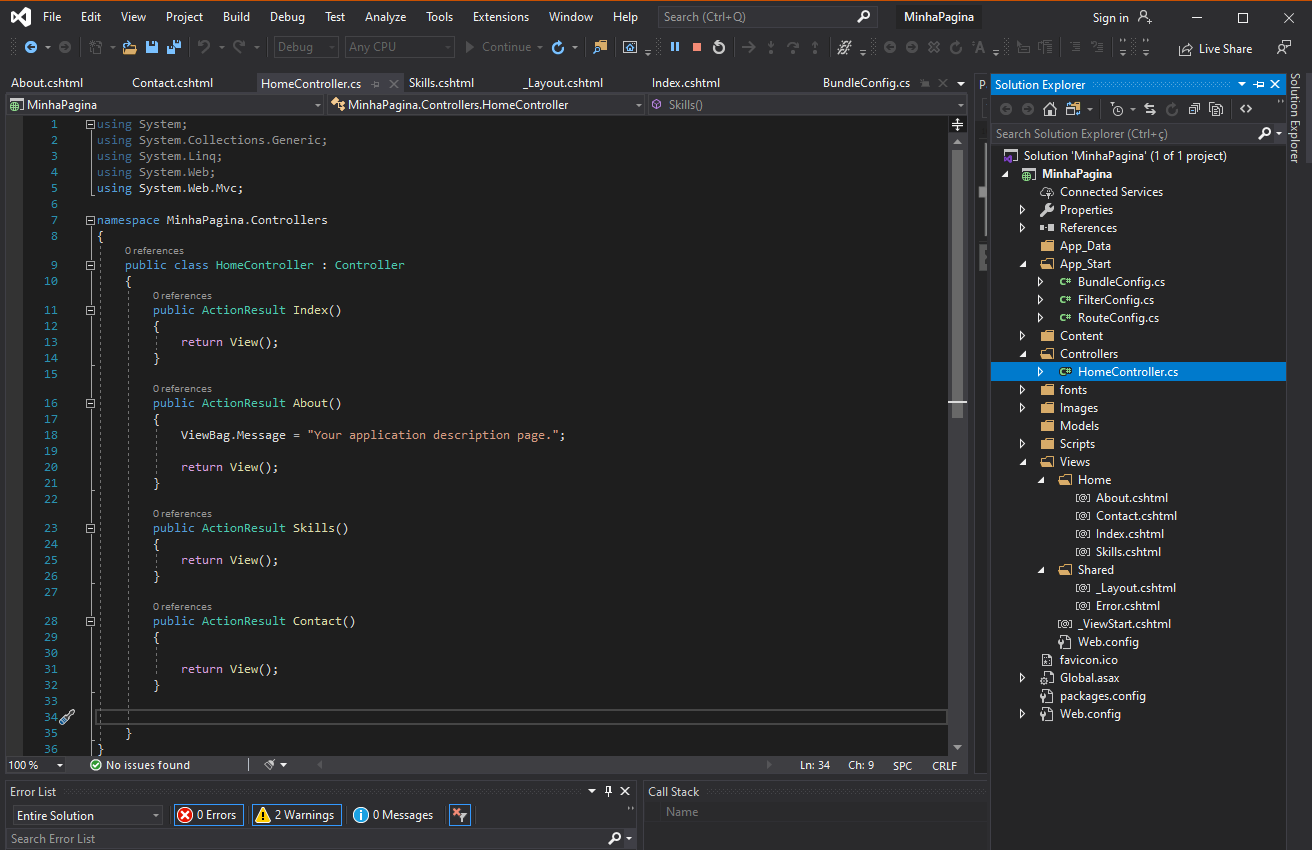 File Edit View Project Build Debug Test Analyze Tools Extensions Window Help Search (Ctrl+Q) MinhaPagina Sign in
Debug Any CPU Continue Live Share
About.cshtml Contact.cshtml HomeController.cs Skills.cshtml _Layout.cshtml Index.cshtml BundleConfig.cs
MinhaPagina MinhaPagina.Controllers.HomeController Skills()
1 using System;
2 using System.Collections.Generic;
3 using System.Linq;
4 using System.Web;
5 using System.Web.Mvc;
6
7 namespace MinhaPagina.Controllers
8 {
0 references
9 public class HomeController : Controller
10 {
0 references
11 public ActionResult Index()
12 {
13 return View();
14 }
15
0 references
16 public ActionResult About()
17 {
18 ViewBag.Message = "Your application description page.";
19
20 return View();
21 }
22
0 references
23 public ActionResult Skills()
24 {
25 return View();
26 }
27
0 references
28 public ActionResult Contact()
29 {
30
31 return View();
32 }
33
34
35 }
36 }
100 % No issues found Ln: 34 Ch: 9 SPC CRLF
Error List
Entire Solution 0 Errors 2 Warnings 0 Messages
Search Error List
Call Stack
Name
P
Solution Explorer
Search Solution Explorer (Ctrl+ç)
Solution 'MinhaPagina' (1 of 1 project)
MinhaPagina
Connected Services
Properties
References
App_Data
App_Start
C# BundleConfig.cs
C# FilterConfig.cs
C# RouteConfig.cs
Content
Controllers
C# HomeController.cs
fonts
Images
Models
Scripts
Views
Home
[@] About.cshtml
[@] Contact.cshtml
[@] Index.cshtml
[@] Skills.cshtml
Shared
[@] _Layout.cshtml
[@] Error.cshtml
[@] _ViewStart.cshtml
Web.config
favicon.ico
Global.asax
packages.config
Web.config
Solution Explorer